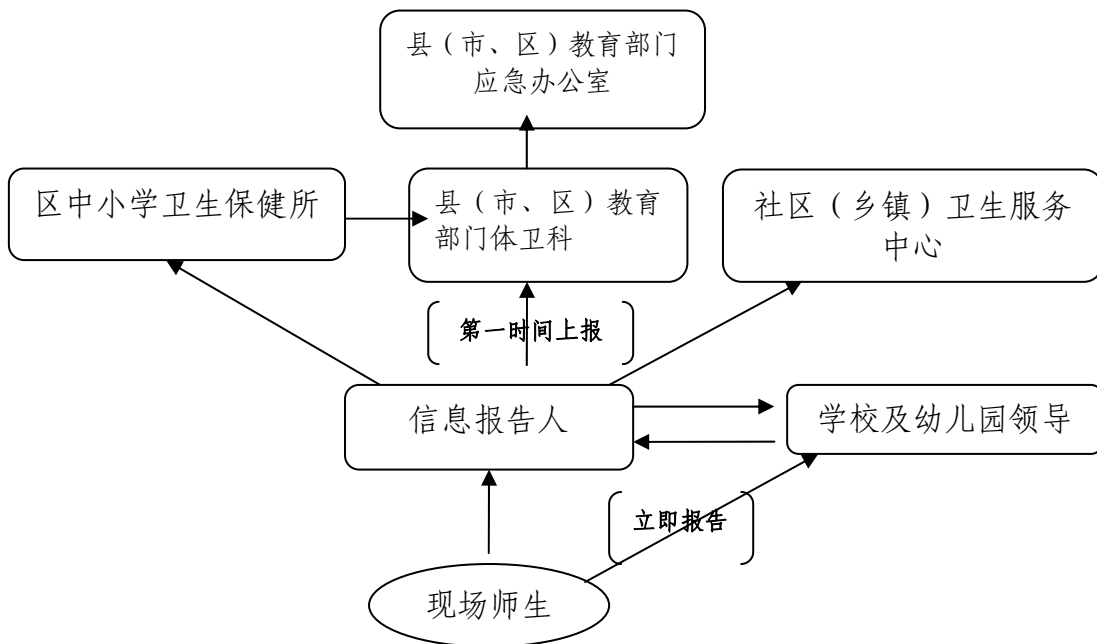 县（市、区）教育部门
应急办公室
区中小学卫生保健所
县（市、区）教育
部门体卫科
社区（乡镇）卫生服务
中心
第一时间上报
信息报告人
学校及幼儿园领导
立即报告
现场师生